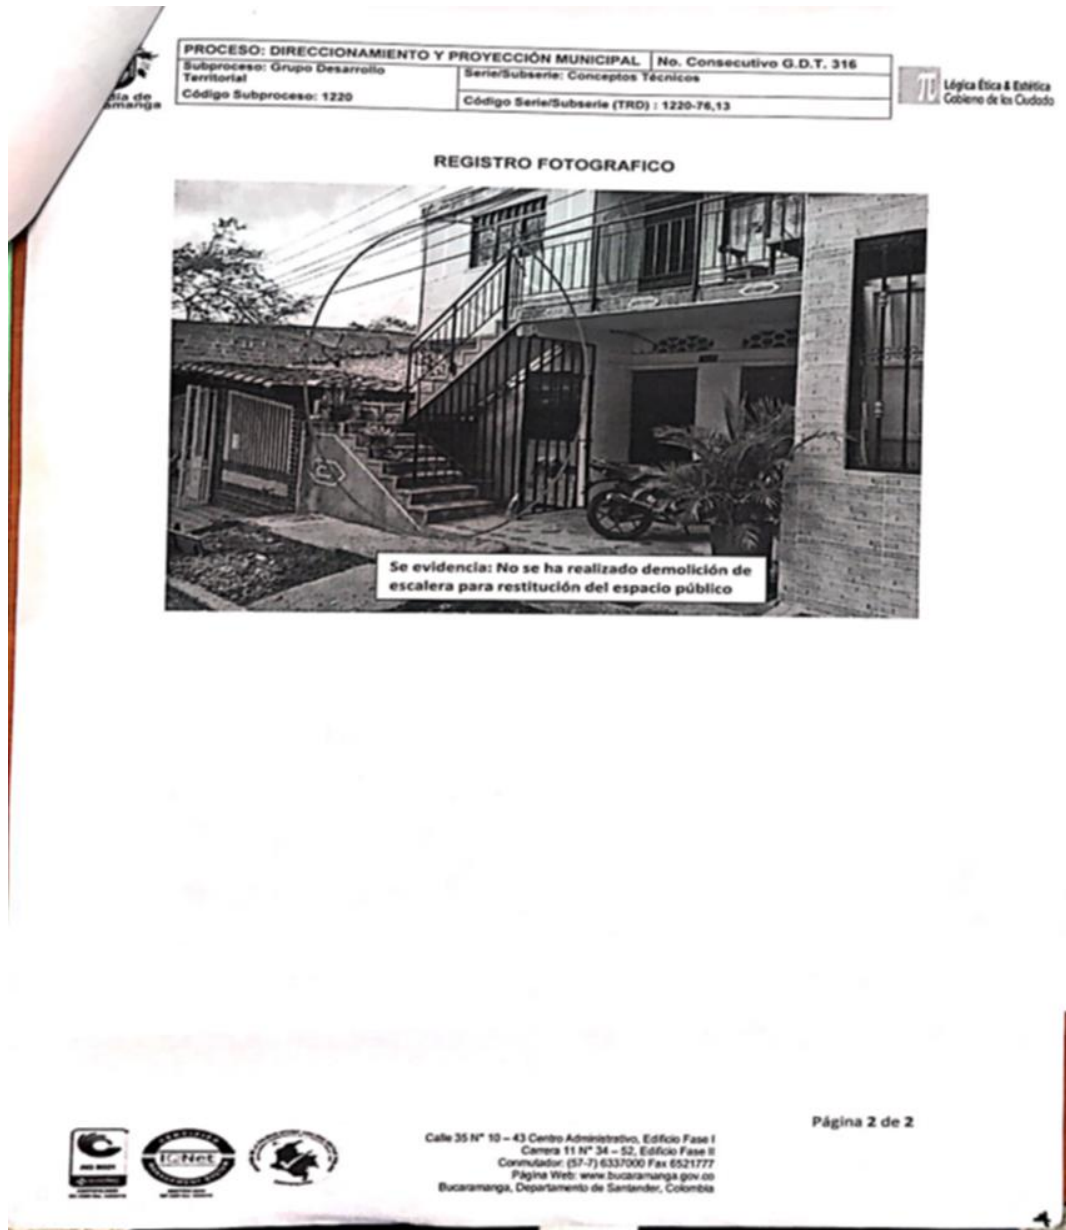 PROCESO: DIRECCIONAMIENTO Y PROYECCIÓN MUNICIPAL
No. Consecutivo G.D.T. 316
Subproceso: Grupo Desarrollo
Territorial
Serie/Subserie: Conceptos Técnicos
Código Subproceso: 1220
Código Serie/Subserie (TRD) : 1220-76,13
día de
amanga
Lógica Ética & Estética
Gobierno de los Ciudadanos
REGISTRO FOTOGRAFICO
Se evidencia: No se ha realizado demolición de
escalera para restitución del espacio público
Página 2 de 2
Calle 35 N° 10 – 43 Centro Administrativo, Edificio Fase I
Carrera 11 N° 34 – 52, Edificio Fase II
Conmutador: (57-7) 6337000 Fax 6521777
Página Web: www.bucaramanga.gov.co
Bucaramanga, Departamento de Santander, Colombia
IQNet